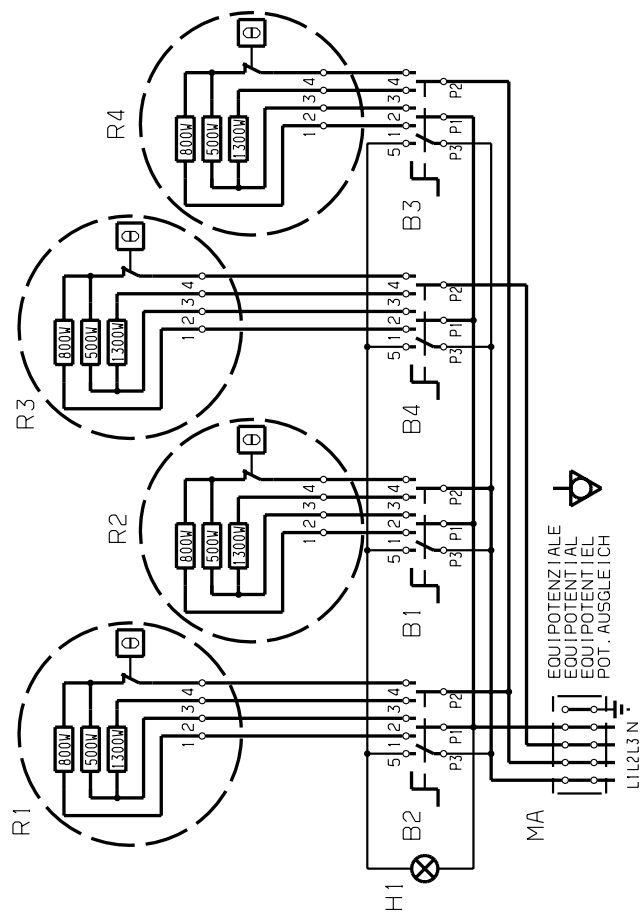 R1
800W
500W
1300W
θ
1 2 3 4
R2
800W
500W
1300W
θ
1 2 3 4
R3
800W
500W
1300W
θ
1 2 3 4
R4
800W
500W
1300W
θ
1 2 3 4
B2
5 1 2 3 4
P3 P1 P2
B1
5 1 2 3 4
P3 P1 P2
B4
5 1 2 3 4
P3 P1 P2
B3
5 1 2 3 4
P3 P1 P2
H1
MA
L1 L2 L3 N
EQUIPOTENZIALE
EQUIPOTENTIAL
EQUIPOTENTIEL
POT. AUSGLEICH